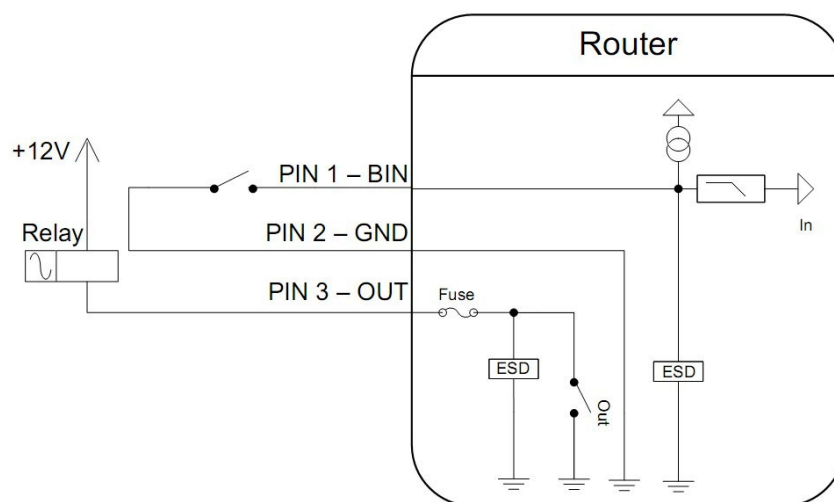 Router
+12V
PIN 1 – BIN
In
Relay
PIN 2 – GND
PIN 3 – OUT
Fuse
ESD
ESD
Out